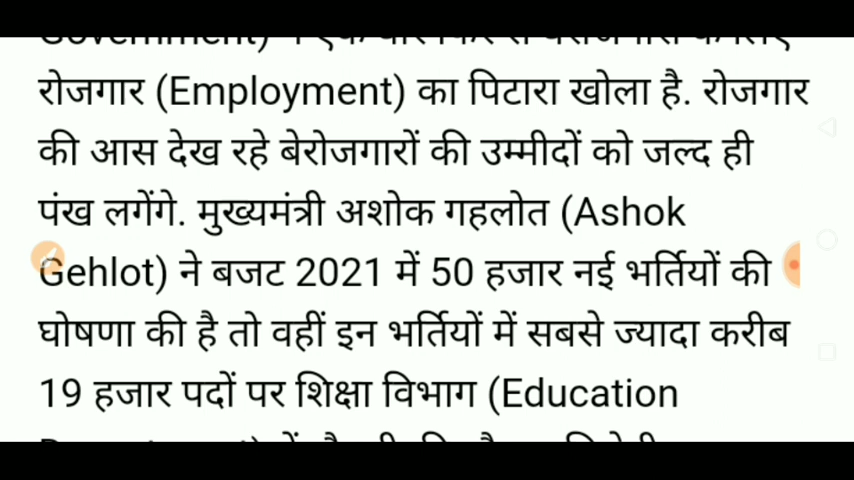 रोजगार (Employment) का पिटारा खोला है. रोजगार
की आस देख रहे बेरोजगारों की उम्मीदों को जल्द ही
पंख लगेंगे. मुख्यमंत्री अशोक गहलोत (Ashok
Gehlot) ने बजट 2021 में 50 हजार नई भर्तियों की
घोषणा की है तो वहीं इन भर्तियों में सबसे ज्यादा करीब
19 हजार पदों पर शिक्षा विभाग (Education